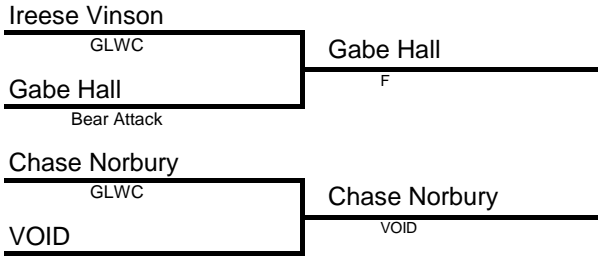 Ireese Vinson
GLWC
Gabe Hall
F
Gabe Hall
Bear Attack
Chase Norbury
GLWC
Chase Norbury
VOID
VOID